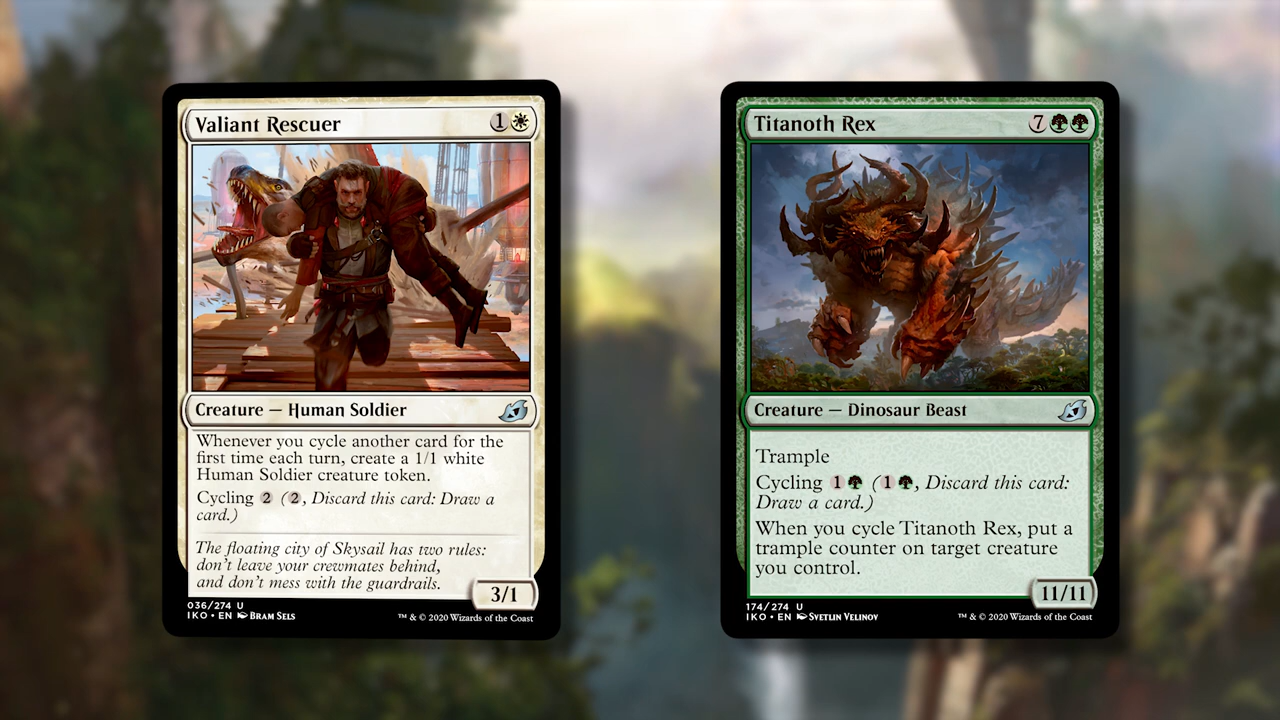 Valiant Rescuer 1
Creature — Human Soldier
Whenever you cycle another card for the
first time each turn, create a 1/1 white
Human Soldier creature token.
Cycling 2 (2, Discard this card: Draw a
card.)
The floating city of Skysail has two rules:
don't leave your crewmates behind,
and don't mess with the guardrails.
3/1
036/274 U
IKO • EN Bram Sels
™ & © 2020 Wizards of the Coast
Titanoth Rex 7
Creature — Dinosaur Beast
Trample
Cycling 1 (1, Discard this card:
Draw a card.)
When you cycle Titanoth Rex, put a
trample counter on target creature
you control.
11/11
174/274 U
IKO • EN Svetlin Velinov
™ & © 2020 Wizards of the Coast